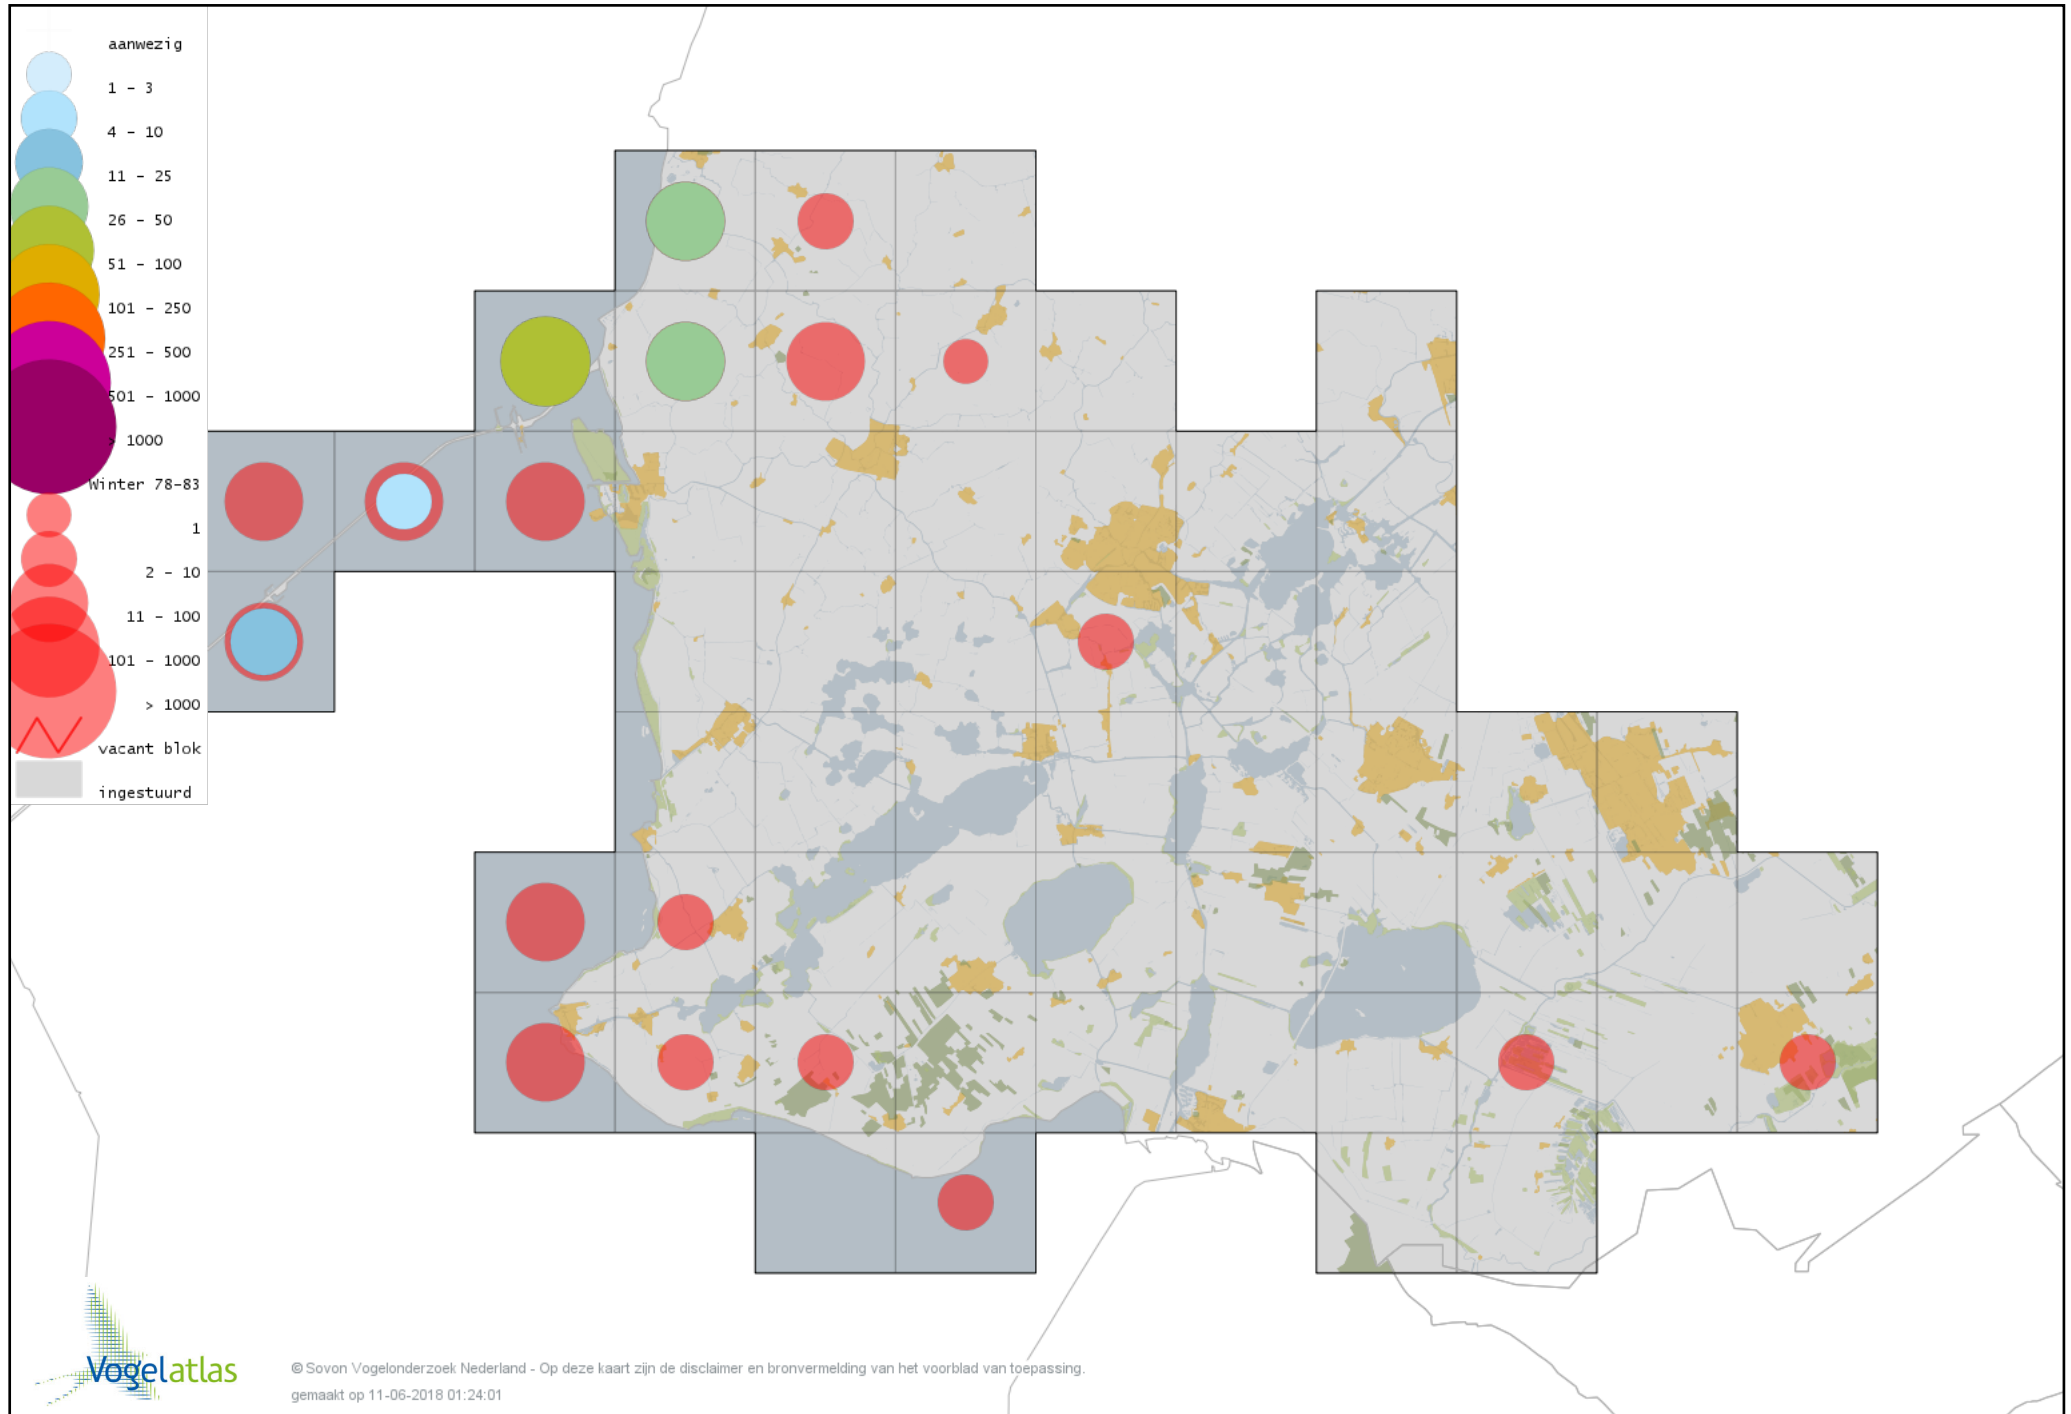 aanwezig
1 - 3
4 - 10
11 - 25
26 - 50
51 - 100
101 - 250
251 - 500
501 - 1000
> 1000
Winter 78-83
1
2 - 10
11 - 100
101 - 1000
> 1000
vacant blok
ingestuurd
Vogelatlas
© Sovon Vogelonderzoek Nederland - Op deze kaart zijn de disclaimer en bronvermelding van het voorblad van toepassing.
gemaakt op 11-06-2018 01:24:01